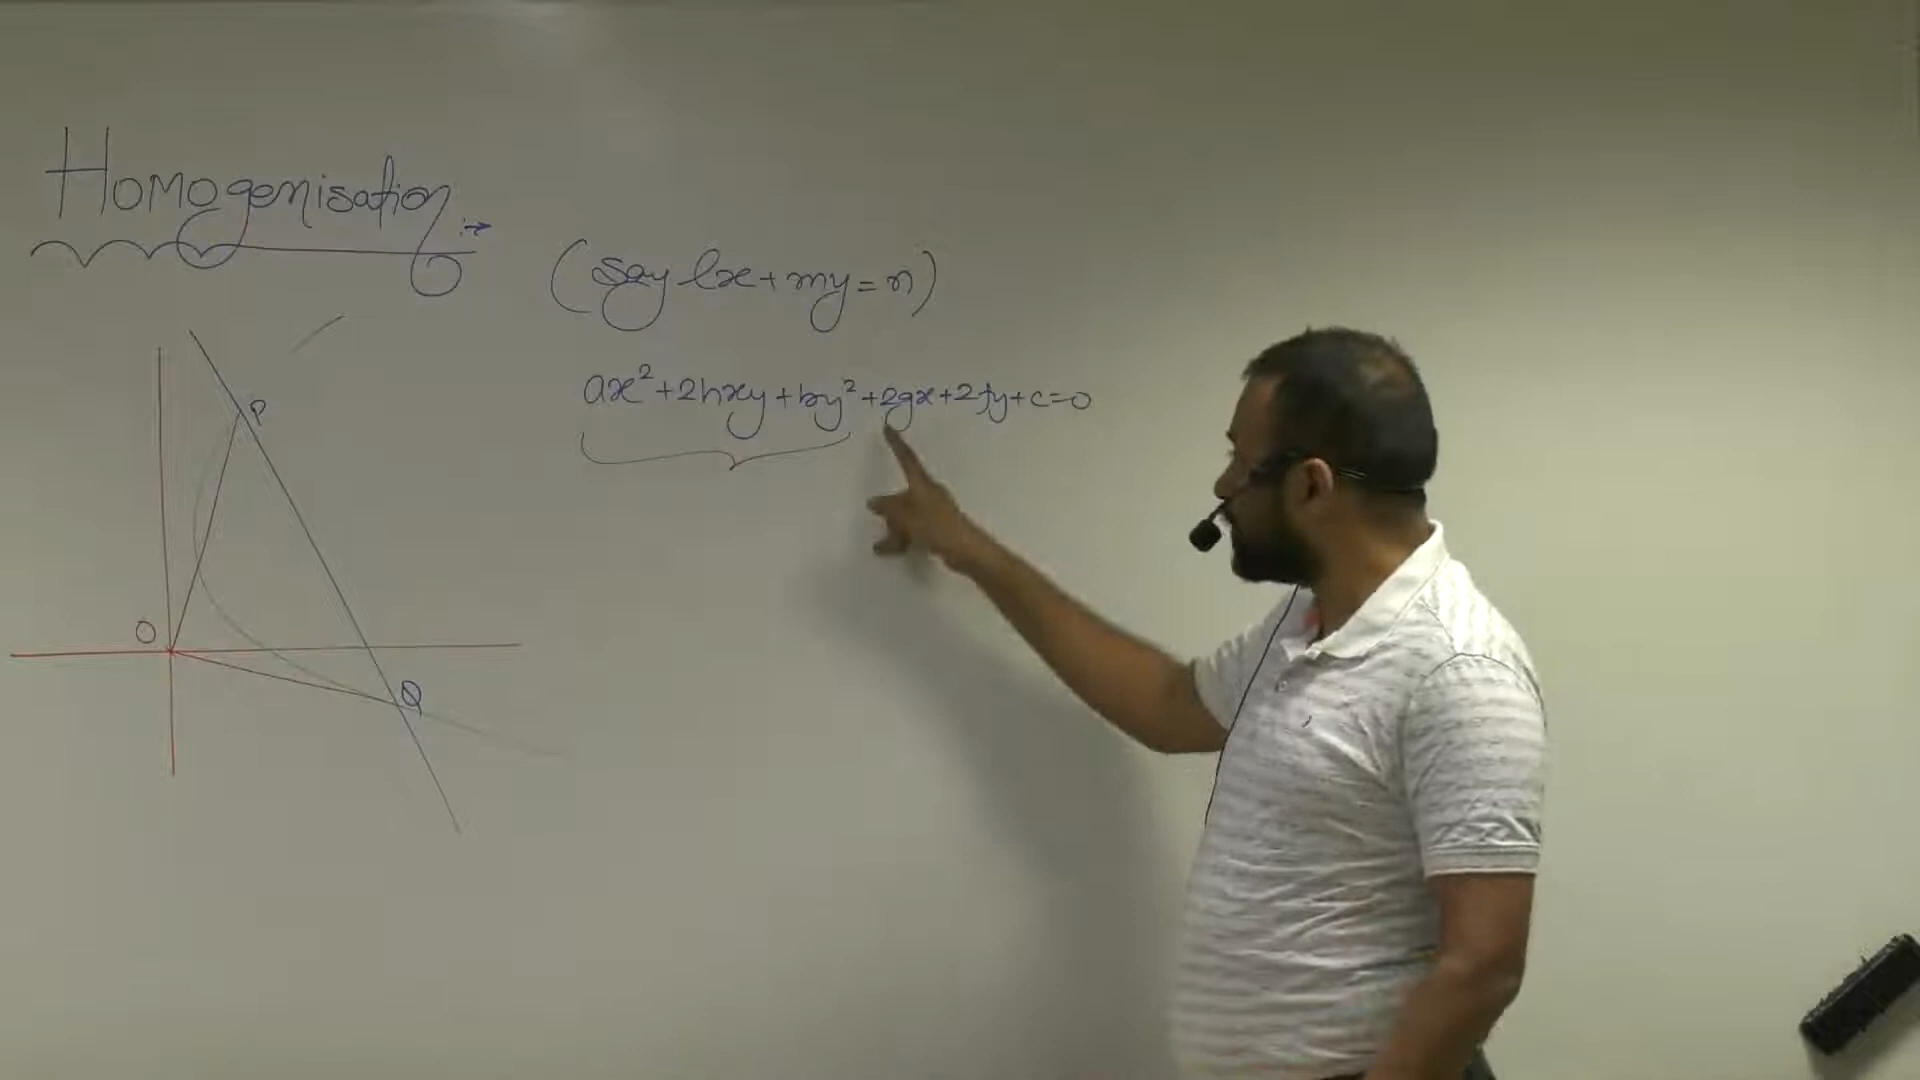 Homogenisation :→
(Say lx+my=n)
ax²+2hxy+by²+2gx+2fy+c=0
P
O
Q